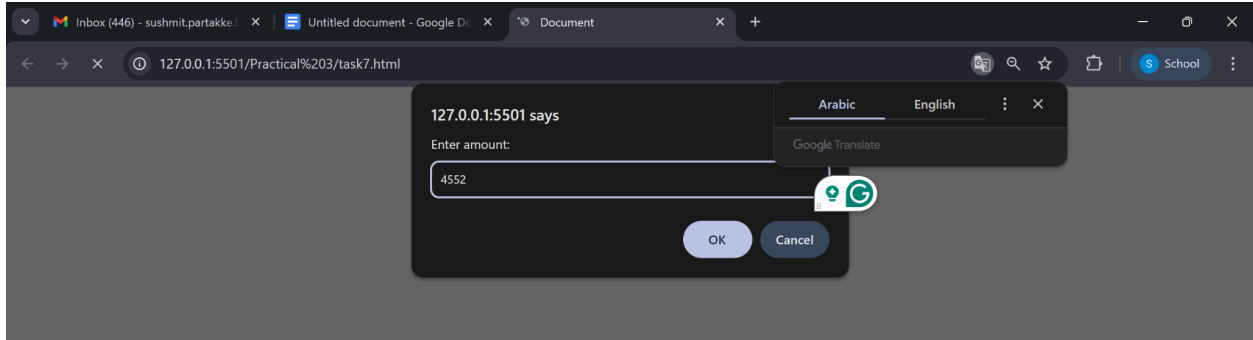 Inbox (446) - sushmit.partakke.
Untitled document - Google Do
Document
127.0.0.1:5501/Practical%203/task7.html
S School
127.0.0.1:5501 says
Enter amount:
4552
OK Cancel
Arabic English
Google Translate